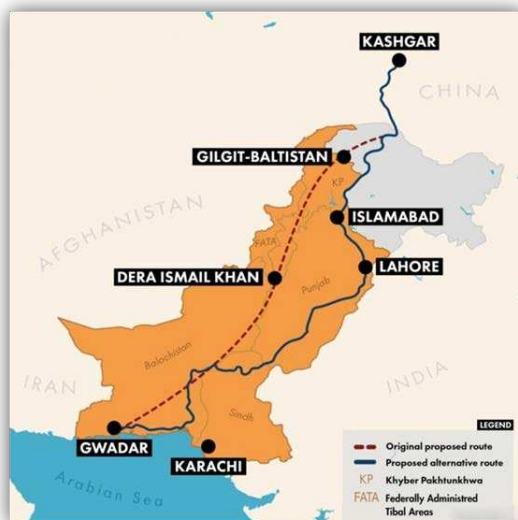 KASHGAR
CHINA
GILGIT-BALTISTAN
KP
ISLAMABAD
AFGHANISTAN
FATA
LAHORE
DERA ISMAIL KHAN
Punjab
Balochistan
IRAN
INDIA
Sindh
GWADAR
KARACHI
Arabian Sea
LEGEND
Original proposed route
Proposed alternative route
KP Khyber Pakhtunkhwa
FATA Federally Administred
Tibal Areas